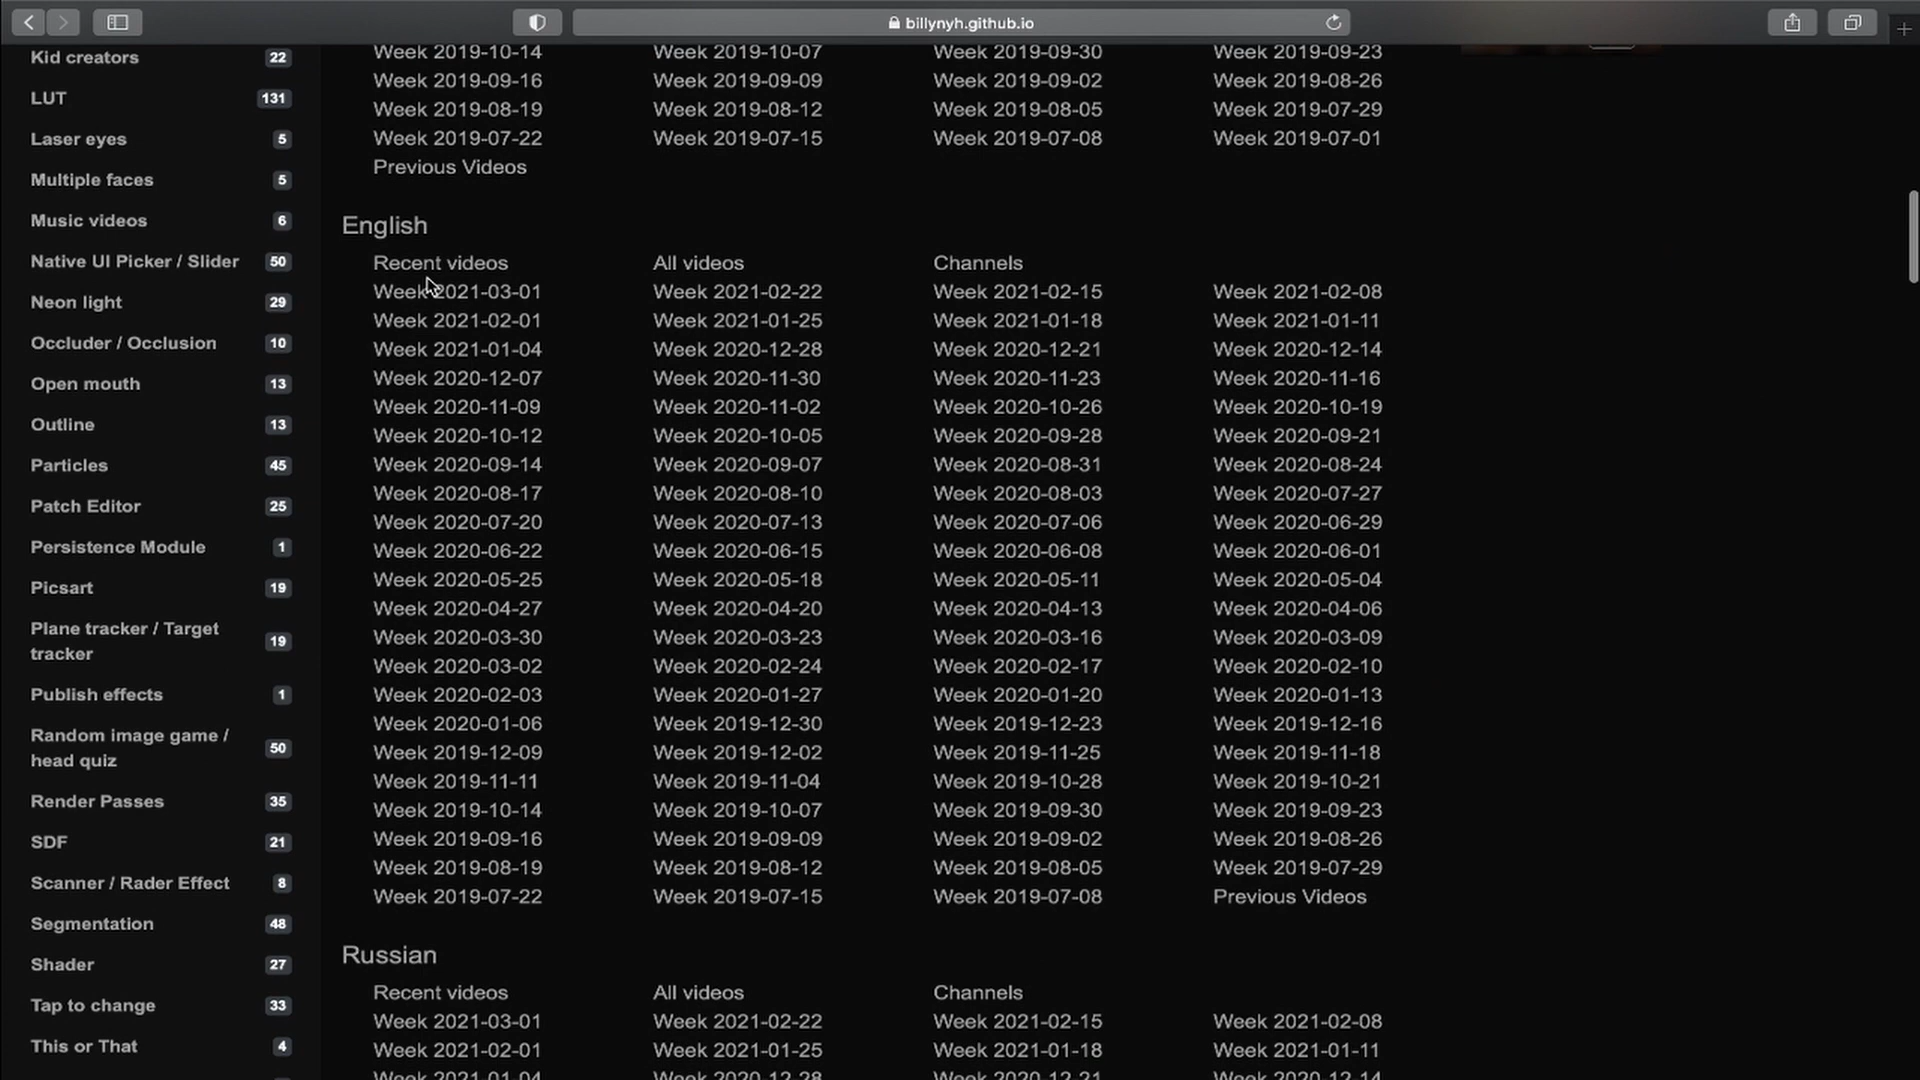 billynyh.github.io
Kid creators 22
LUT 131
Laser eyes 5
Multiple faces 5
Music videos 6
Native UI Picker / Slider 50
Neon light 29
Occluder / Occlusion 10
Open mouth 13
Outline 13
Particles 45
Patch Editor 25
Persistence Module 1
Picsart 19
Plane tracker / Target
tracker 19
Publish effects 1
Random image game /
head quiz 50
Render Passes 35
SDF 21
Scanner / Rader Effect 8
Segmentation 48
Shader 27
Tap to change 33
This or That 4
Week 2019-10-14 Week 2019-10-07 Week 2019-09-30 Week 2019-09-23
Week 2019-09-16 Week 2019-09-09 Week 2019-09-02 Week 2019-08-26
Week 2019-08-19 Week 2019-08-12 Week 2019-08-05 Week 2019-07-29
Week 2019-07-22 Week 2019-07-15 Week 2019-07-08 Week 2019-07-01
Previous Videos
English
Recent videos All videos Channels
Week 2021-03-01 Week 2021-02-22 Week 2021-02-15 Week 2021-02-08
Week 2021-02-01 Week 2021-01-25 Week 2021-01-18 Week 2021-01-11
Week 2021-01-04 Week 2020-12-28 Week 2020-12-21 Week 2020-12-14
Week 2020-12-07 Week 2020-11-30 Week 2020-11-23 Week 2020-11-16
Week 2020-11-09 Week 2020-11-02 Week 2020-10-26 Week 2020-10-19
Week 2020-10-12 Week 2020-10-05 Week 2020-09-28 Week 2020-09-21
Week 2020-09-14 Week 2020-09-07 Week 2020-08-31 Week 2020-08-24
Week 2020-08-17 Week 2020-08-10 Week 2020-08-03 Week 2020-07-27
Week 2020-07-20 Week 2020-07-13 Week 2020-07-06 Week 2020-06-29
Week 2020-06-22 Week 2020-06-15 Week 2020-06-08 Week 2020-06-01
Week 2020-05-25 Week 2020-05-18 Week 2020-05-11 Week 2020-05-04
Week 2020-04-27 Week 2020-04-20 Week 2020-04-13 Week 2020-04-06
Week 2020-03-30 Week 2020-03-23 Week 2020-03-16 Week 2020-03-09
Week 2020-03-02 Week 2020-02-24 Week 2020-02-17 Week 2020-02-10
Week 2020-02-03 Week 2020-01-27 Week 2020-01-20 Week 2020-01-13
Week 2020-01-06 Week 2019-12-30 Week 2019-12-23 Week 2019-12-16
Week 2019-12-09 Week 2019-12-02 Week 2019-11-25 Week 2019-11-18
Week 2019-11-11 Week 2019-11-04 Week 2019-10-28 Week 2019-10-21
Week 2019-10-14 Week 2019-10-07 Week 2019-09-30 Week 2019-09-23
Week 2019-09-16 Week 2019-09-09 Week 2019-09-02 Week 2019-08-26
Week 2019-08-19 Week 2019-08-12 Week 2019-08-05 Week 2019-07-29
Week 2019-07-22 Week 2019-07-15 Week 2019-07-08 Previous Videos
Russian
Recent videos All videos Channels
Week 2021-03-01 Week 2021-02-22 Week 2021-02-15 Week 2021-02-08
Week 2021-02-01 Week 2021-01-25 Week 2021-01-18 Week 2021-01-11
Week 2021-01-04 Week 2020-12-28 Week 2020-12-21 Week 2020-12-14